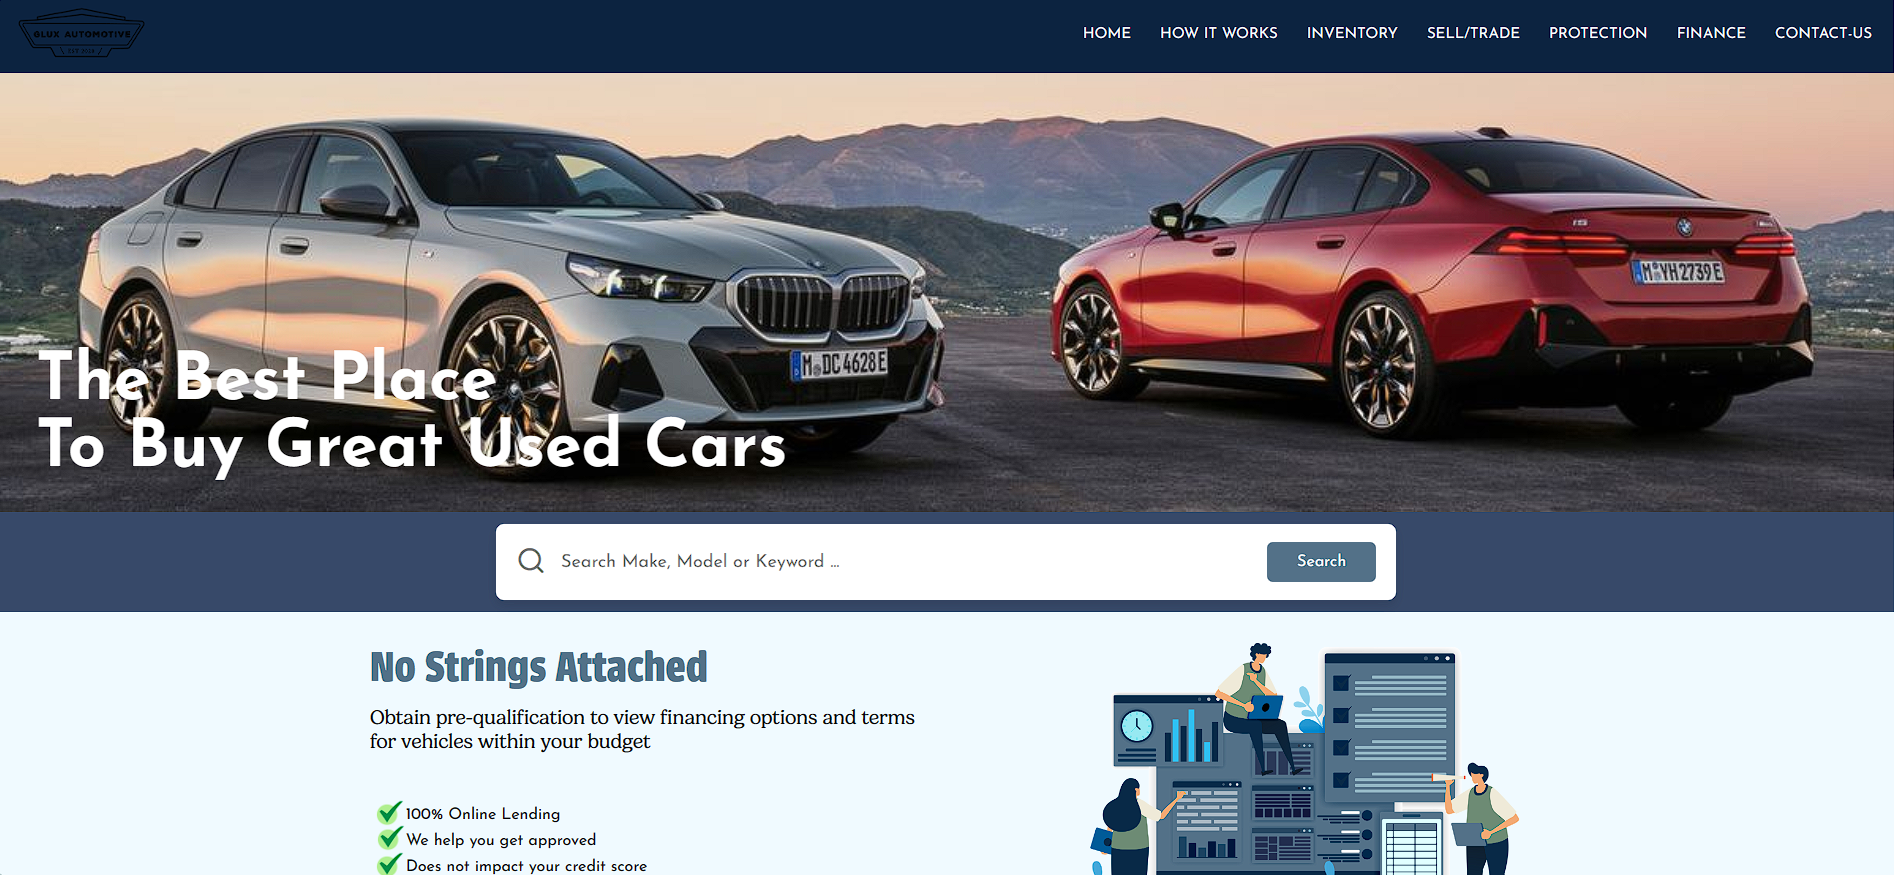 GLUX AUTOMOTIVE
HOME
HOW IT WORKS
INVENTORY
SELL/TRADE
PROTECTION
FINANCE
CONTACT-US
M DC 4628 E
i5
M YH 2739 E
The Best Place
To Buy Great Used Cars
Search Make, Model or Keyword ...
Search
No Strings Attached
Obtain pre-qualification to view financing options and terms
for vehicles within your budget
100% Online Lending
We help you get approved
Does not impact your credit score